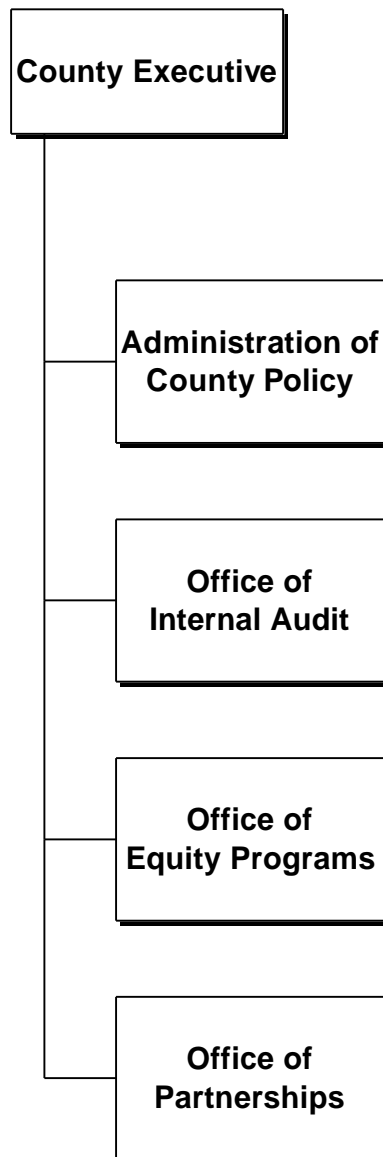 County Executive
Administration of
County Policy
Office of
Internal Audit
Office of
Equity Programs
Office of
Partnerships